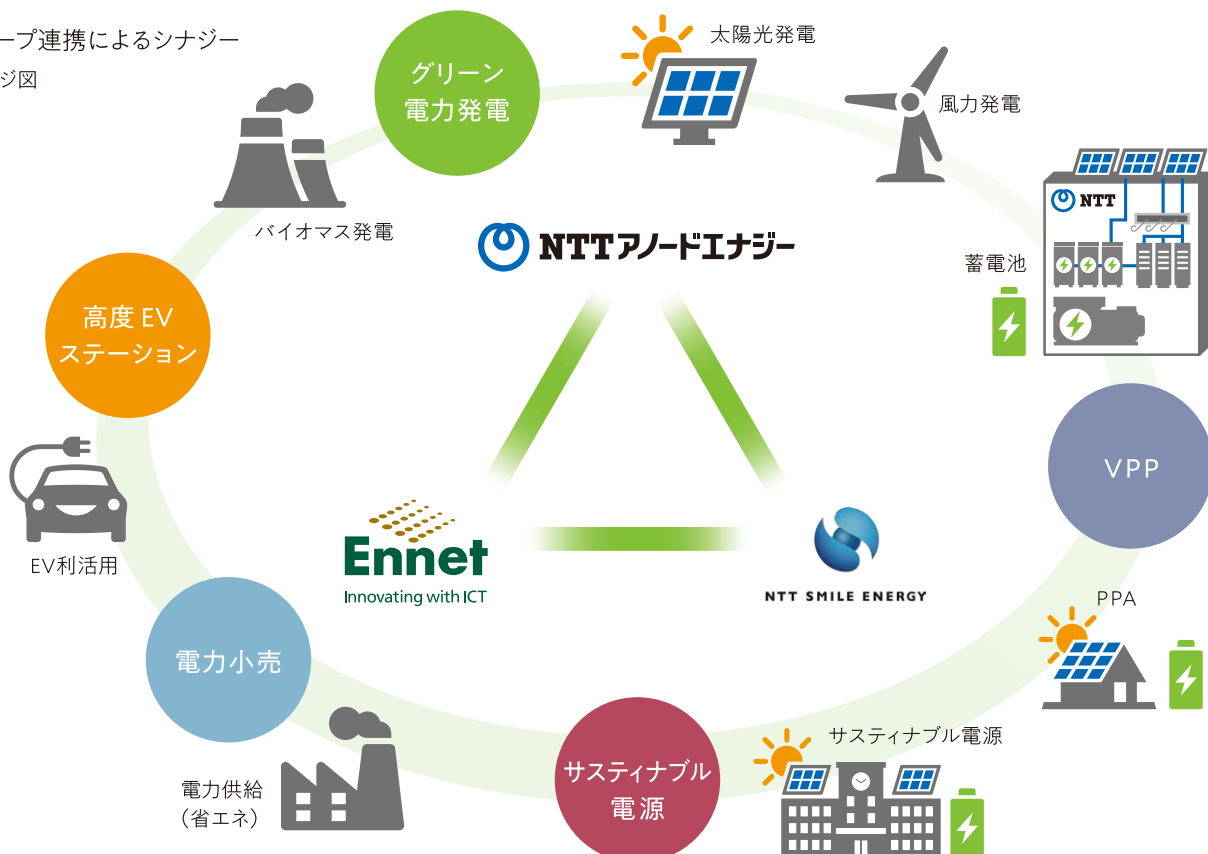 ープ連携によるシナジー
ジ図
グリーン
電力発電
太陽光発電
風力発電
バイオマス発電
NTTアノードエナジー
NTT
蓄電池
高度 EV
ステーション
VPP
EV利活用
Ennet
Innovating with ICT
NTT SMILE ENERGY
PPA
電力小売
サスティナブル電源
サスティナブル
電源
電力供給
(省エネ)